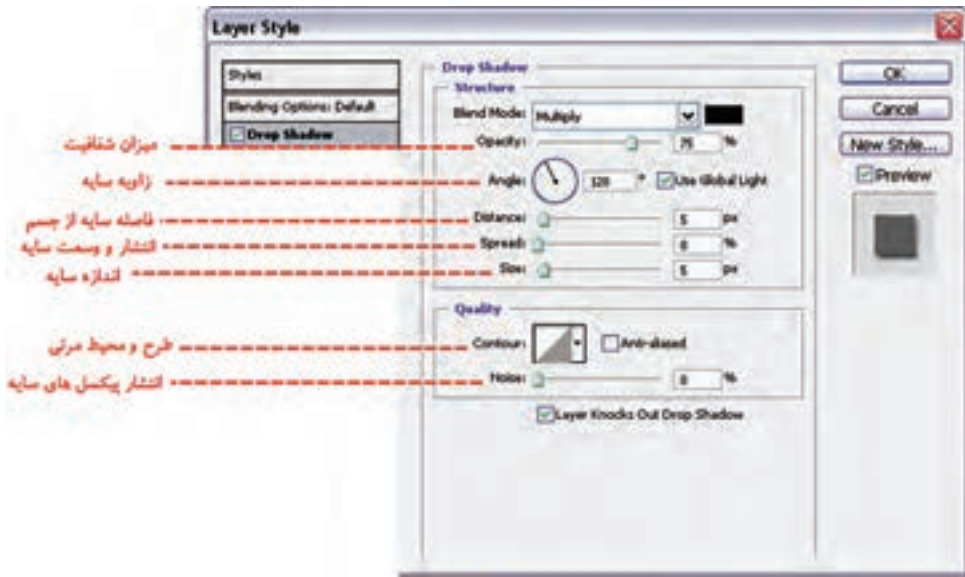 Layer Style
Styles
Blending Options: Default
Drop Shadow
Drop Shadow
Structure
Blend Mode: Multiply
میزان شفافیت
Opacity: 75 %
زاویه سایه
Angle: 120 ° Use Global Light
فاصله سایه از جسم
Distance: 5 px
انتشار و وسعت سایه
Spread: 0 %
اندازه سایه
Size: 5 px
Quality
طرح و محیط مرئی
Contour: Anti-aliased
انتشار پیکسل های سایه
Noise: 0 %
Layer Knocks Out Drop Shadow
OK
Cancel
New Style...
Preview